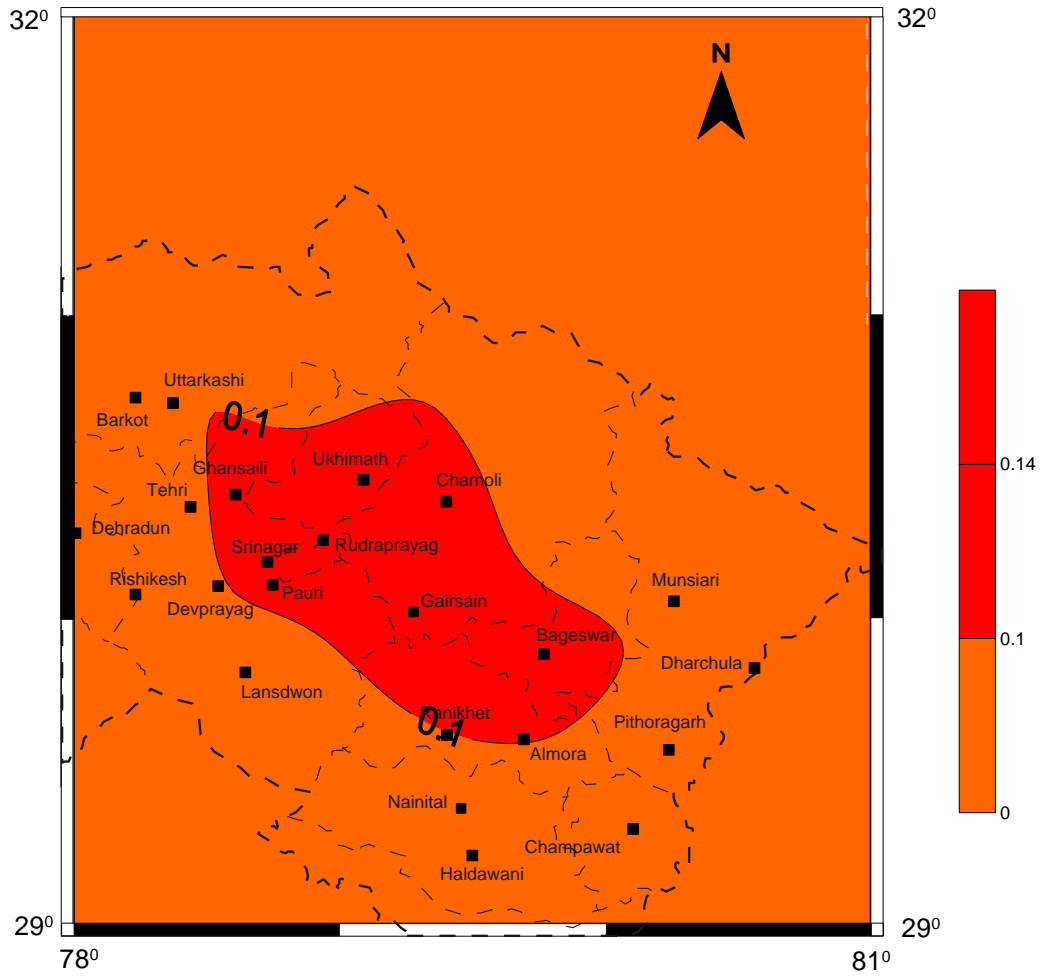 32⁰ 32⁰
N
Uttarkashi
Barkot
0.1
Ukhimath
Ghansaili
Chamoli
0.14
Tehri
Dehradun
Srinagar
Rudraprayag
Rishikesh
Pauri
Munsiari
Devprayag
Gairsain
Bageswar
0.1
Dharchula
Lansdwon
Ranikhet
0.1
Pithoragarh
Almora
Nainital
0
Champawat
Haldawani
29⁰ 29⁰
78⁰ 81⁰